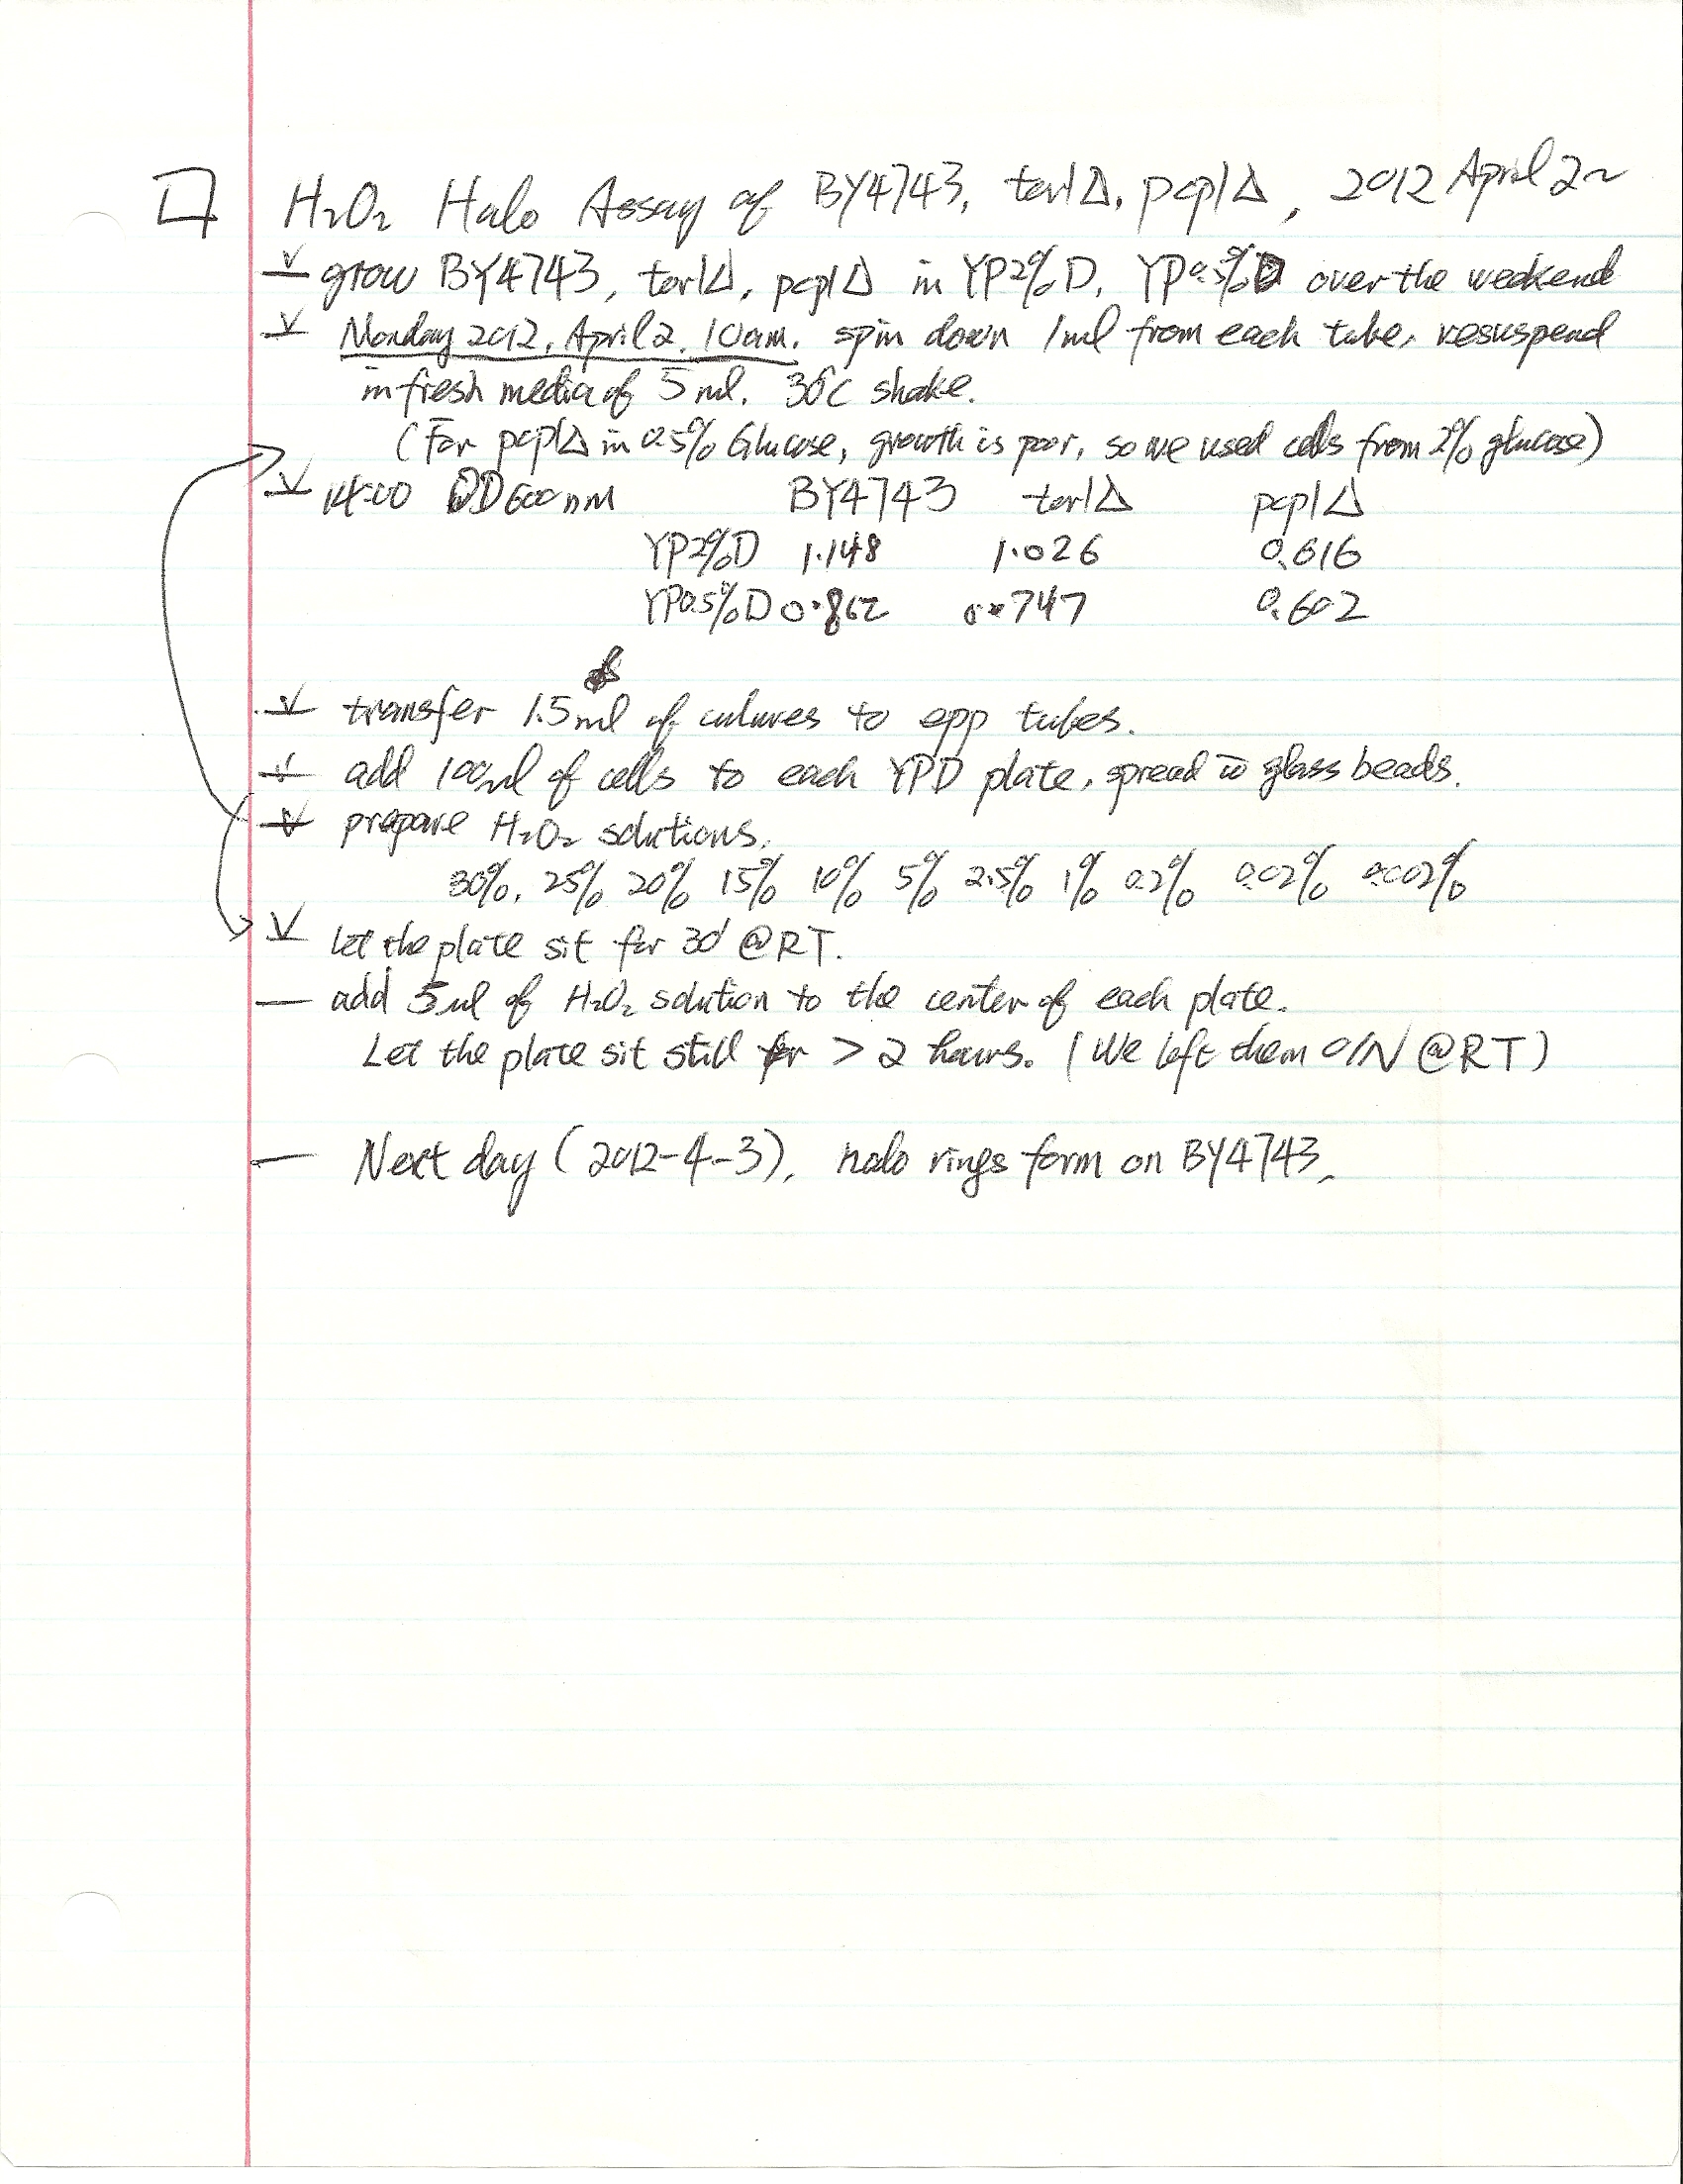 H2O2 Halo Assay of BY4743, tor1Δ, pcp1Δ, 2012 April 2~
grow BY4743, tor1Δ, pcp1Δ in YP2%D, YP0.5%D over the weekend
Monday 2012, April 2, 10am. spin down 1ml from each tube, resuspend
in fresh media of 5 ml. 30°C shake.
(For pcp1Δ in 0.5% Glucose, growth is poor, so we used cells from 2% glucose)
14:00 OD600nm BY4743 tor1Δ pcp1Δ
YP2%D 1.148 1.026 0.616
YP0.5%D 0.862 0.747 0.602
transfer 1.5ml of culures to epp tubes.
add 100ul of cells to each YPD plate, spread w glass beads.
prepare H2O2 solutions.
30%, 25% 20% 15% 10% 5% 2.5% 1% 0.2% 0.02% 0.002%
let the plate sit for 30' @RT.
add 5ul of H2O2 solution to the center of each plate.
Let the plate sit still for > 2 hours. (We left them O/N @RT)
Next day (2012-4-3), halo rings form on BY4743,